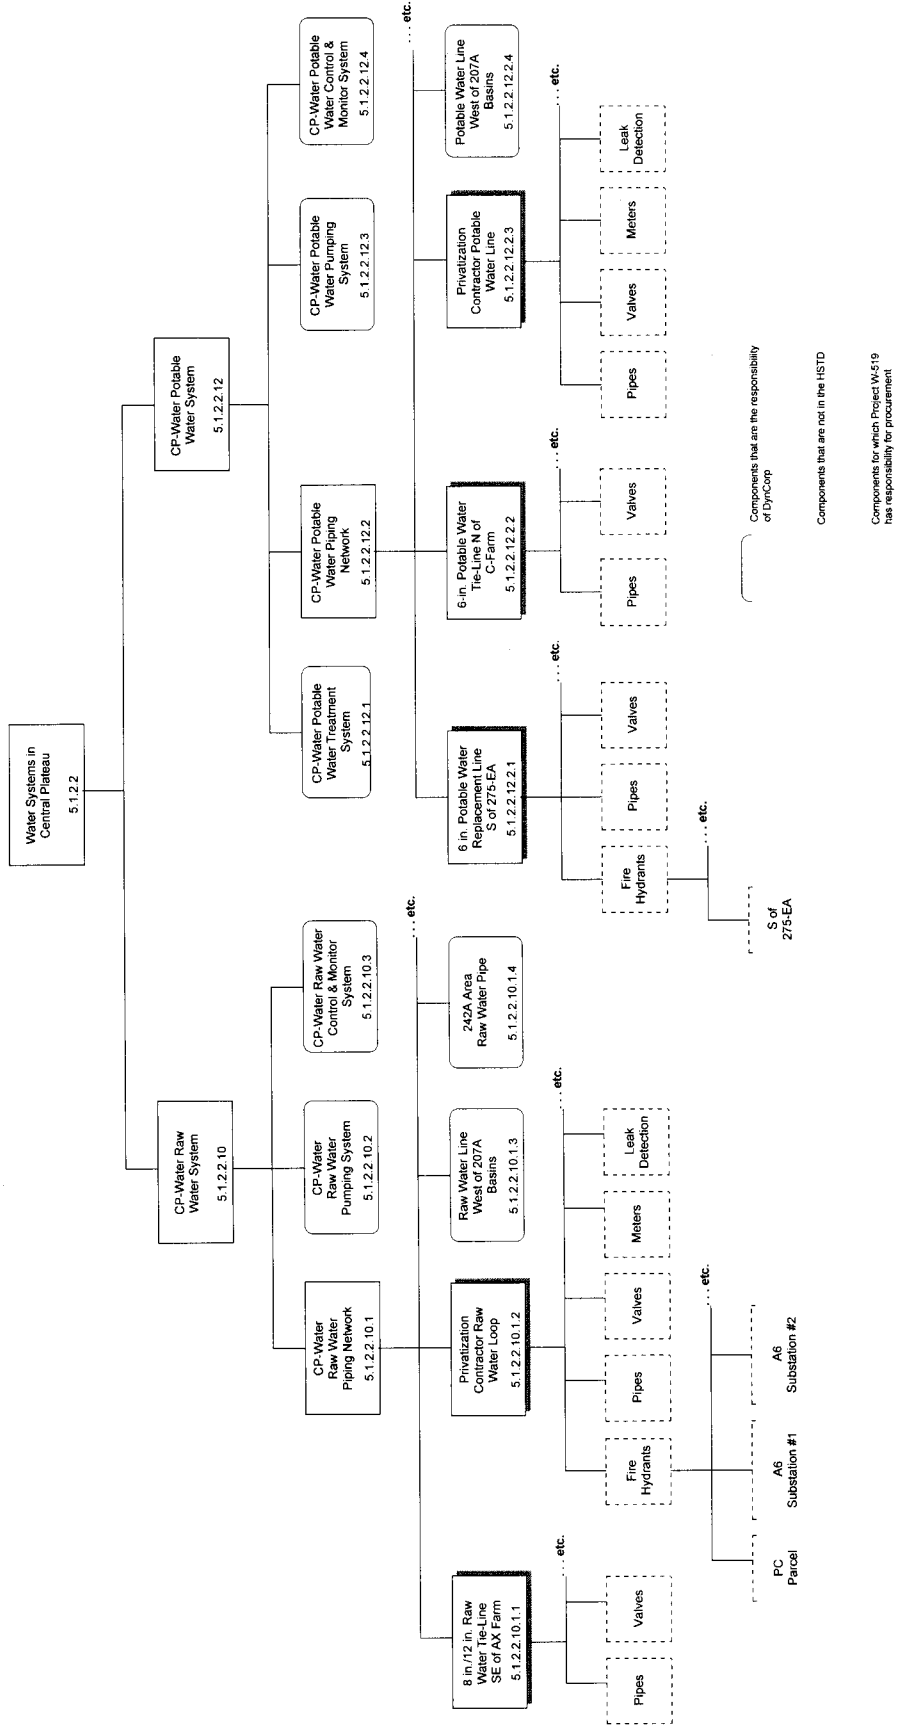 Water Systems in
Central Plateau
5.1.2.2
CP-Water Raw
Water System
5.1.2.2.10
CP-Water Potable
Water System
5.1.2.2.12
CP-Water
Raw Water
Piping Network
5.1.2.2.10.1
CP-Water
Raw Water
Pumping System
5.1.2.2.10.2
CP-Water Raw Water
Control & Monitor
System
5.1.2.2.10.3
CP-Water Potable
Water Treatment
System
5.1.2.2.12.1
CP-Water Potable
Water Piping
Network
5.1.2.2.12.2
CP-Water Potable
Water Pumping
System
5.1.2.2.12.3
CP-Water Potable
Water Control &
Monitor System
5.1.2.2.12.4
... etc.
... etc.
8 in./12 in. Raw
Water Tie-Line
SE of AX Farm
5.1.2.2.10.1.1
Privatization
Contractor Raw
Water Loop
5.1.2.2.10.1.2
Raw Water Line
West of 207A
Basins
5.1.2.2.10.1.3
242A Area
Raw Water Pipe
5.1.2.2.10.1.4
6 in. Potable Water
Replacement Line
S of 275-EA
5.1.2.2.12.2.1
6-in. Potable Water
Tie-Line N of
C-Farm
5.1.2.2.12.2.2
Privatization
Contractor Potable
Water Line
5.1.2.2.12.2.3
Potable Water Line
West of 207A
Basins
5.1.2.2.12.2.4
... etc.
... etc.
... etc.
... etc.
... etc.
Pipes
Valves
Fire
Hydrants
Pipes
Valves
Meters
Leak
Detection
Fire
Hydrants
Pipes
Valves
Pipes
Valves
Pipes
Valves
Meters
Leak
Detection
... etc.
... etc.
PC
Parcel
A6
Substation #1
A6
Substation #2
S of
275-EA
Components that are the responsibility
of DynCorp
Components that are not in the HSTD
Components for which Project W-519
has responsibility for procurement